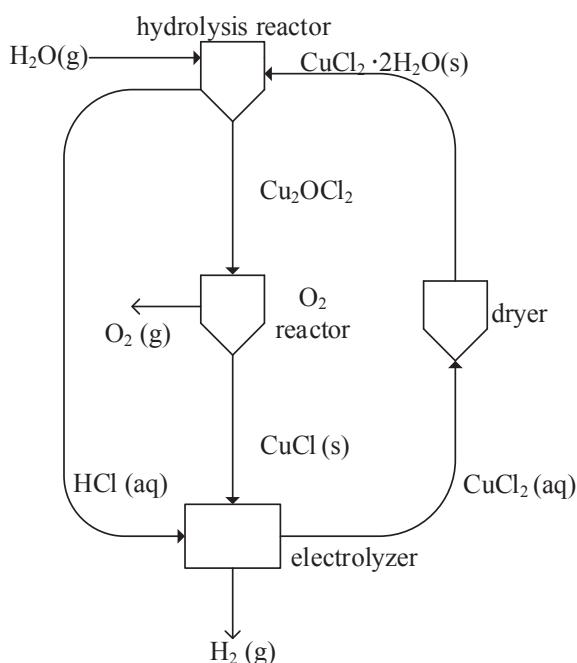 hydrolysis reactor
H₂O(g)
CuCl₂ ·2H₂O(s)
Cu₂OCl₂
O₂
reactor
O₂ (g)
dryer
CuCl (s)
HCl (aq)
CuCl₂ (aq)
electrolyzer
H₂ (g)